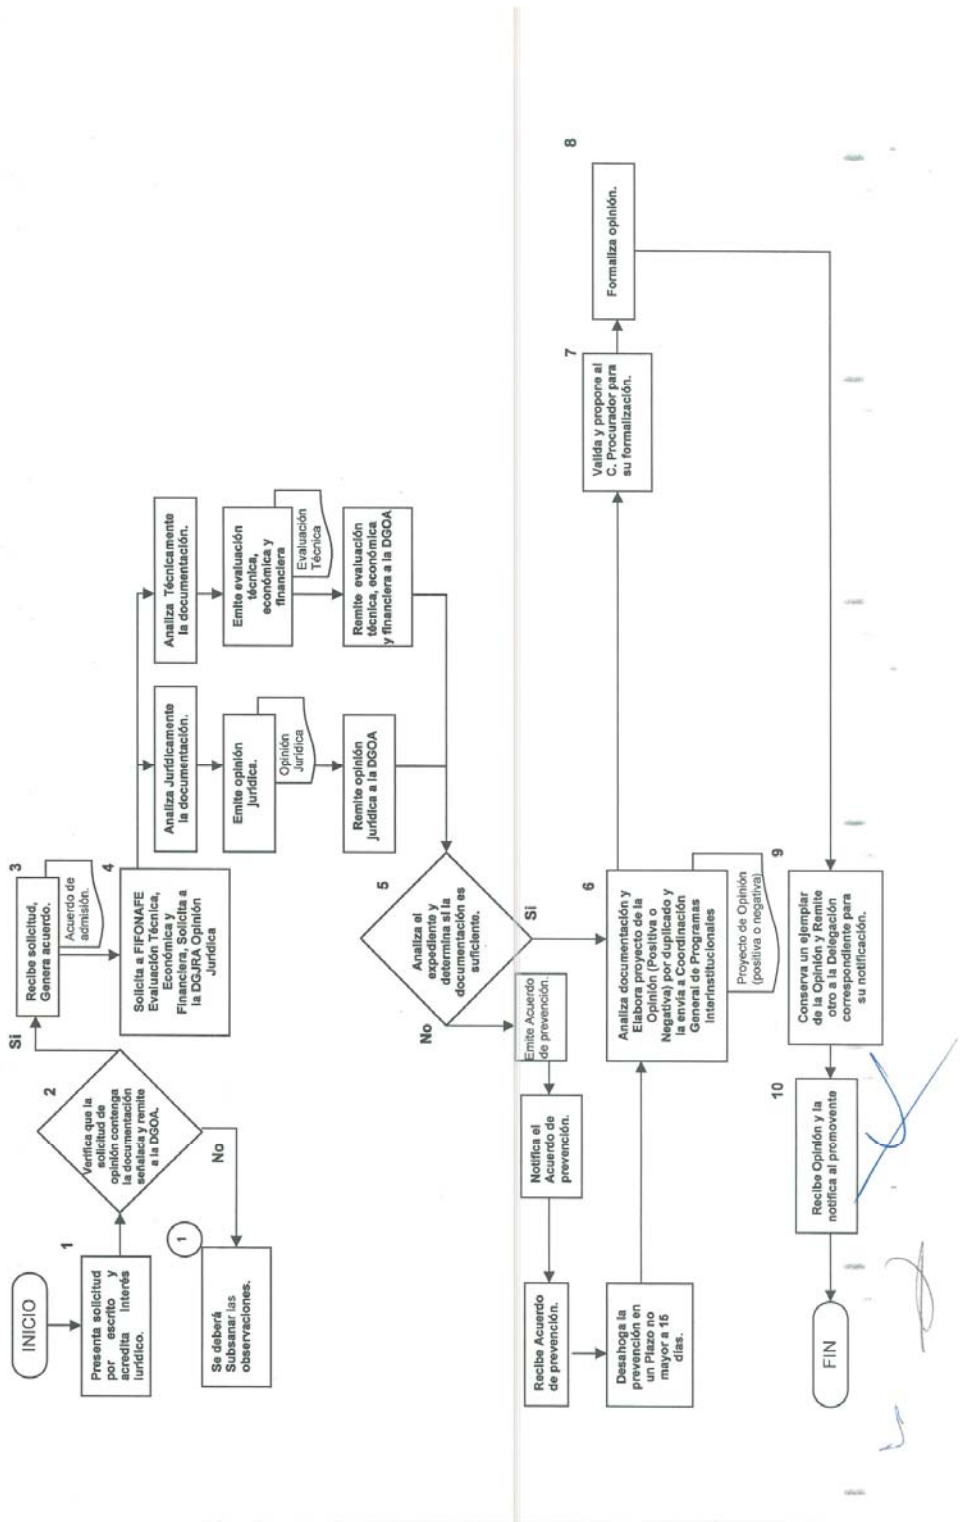 INICIO
1
Presenta solicitud
por escrito y
acredita interés
jurídico.
2
Verifica que la
solicitud de
opinión contenga
la documentación
señalada y remite
a la DGOA.
Si
No
1
Se deberá
Subsanar las
observaciones.
3
Recibe solicitud,
Genera acuerdo.
Acuerdo de
admisión.
4
Solicita a FIFONAFE
Evaluación Técnica,
Económica y
Financiera, Solicita a
la DGJRA Opinión
Jurídica
Analiza Jurídicamente
la documentación.
Emite opinión
jurídica.
Opinión
Jurídica
Remite opinión
jurídica a la DGOA
Analiza Técnicamente
la documentación.
Emite evaluación
técnica,
económica y
financiera
Evaluación
Técnica
Remite evaluación
técnica, económica
y financiera a la DGOA
5
Analiza el
expediente y
determina si la
documentación es
suficiente.
No
Si
Emite Acuerdo
de prevención.
Notifica el
Acuerdo de
prevención.
Recibe Acuerdo
de prevención.
Desahoga la
prevención en
un Plazo no
mayor a 15
días.
6
Analiza documentación y
Elabora proyecto de la
Opinión (Positiva o
Negativa) por duplicado y
la envía a Coordinación
General de Programas
Interinstitucionales
Proyecto de Opinión
(positiva o negativa)
7
Valida y propone al
C. Procurador para
su formalización.
8
Formaliza opinión.
9
Conserva un ejemplar
de la Opinión y Remite
otro a la Delegación
correspondiente para
su notificación.
10
Recibe Opinión y la
notifica al promovente
FIN